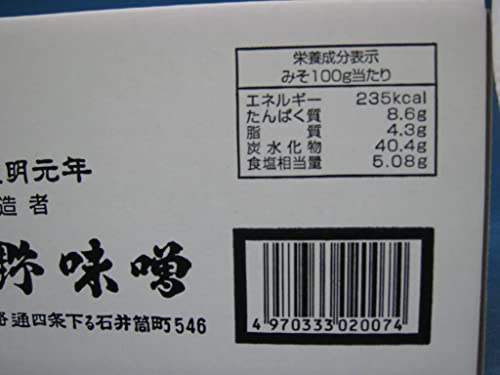 栄養成分表示
みそ100g当たり
エネルギー 235kcal
たんぱく質 8.6g
脂質 4.3g
炭水化物 40.4g
食塩相当量 5.08g
明元年
造者
野味噌
通四条下る石井筒町546
4 970333 020074